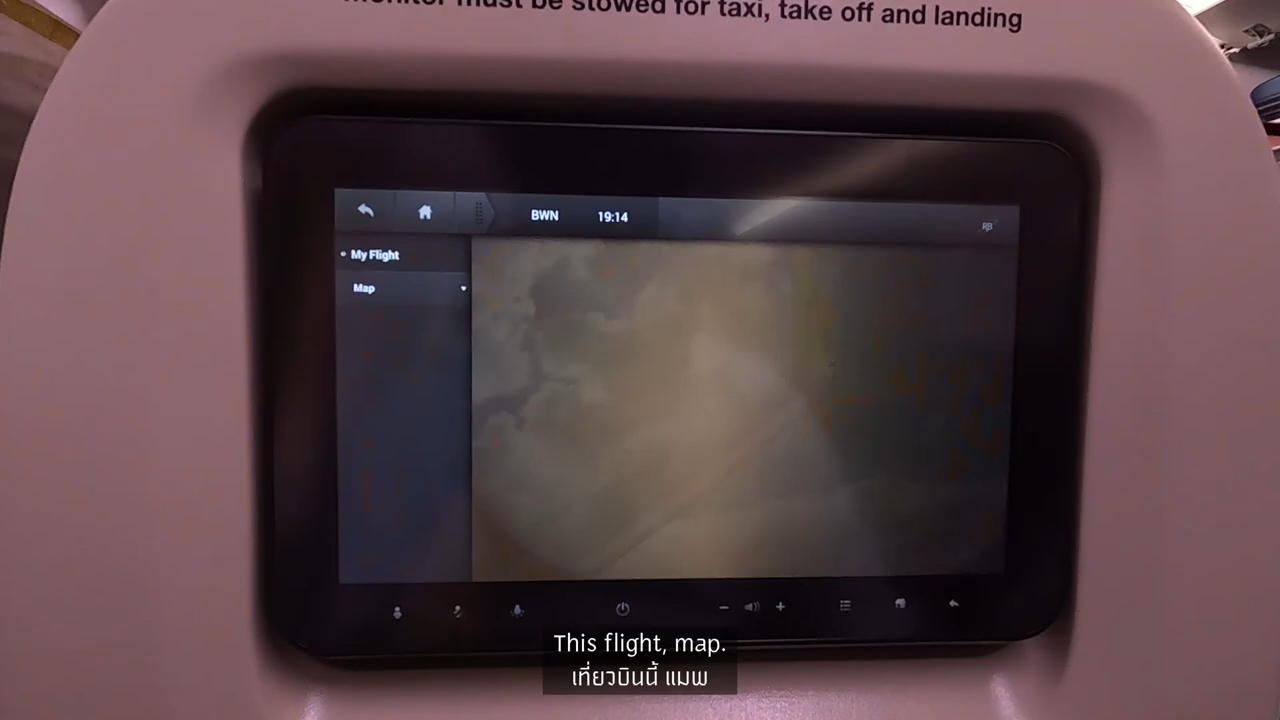 monitor must be stowed for taxi, take off and landing
BWN 19:14
RB
My Flight
Map
This flight, map.
เที่ยวบินนี้ แมพ